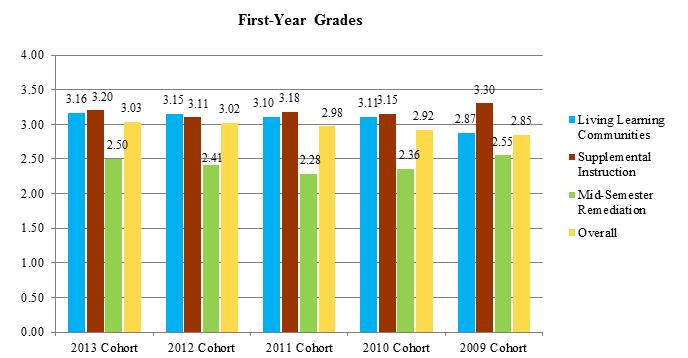 First-Year Grades
4.00
3.50
3.00
2.50
2.00
1.50
1.00
0.50
0.00
3.16 3.20 2.50 3.03
3.15 3.11 2.41 3.02
3.10 3.18 2.28 2.98
3.11 3.15 2.36 2.92
2.87 3.30 2.55 2.85
2013 Cohort 2012 Cohort 2011 Cohort 2010 Cohort 2009 Cohort
Living Learning
Communities
Supplemental
Instruction
Mid-Semester
Remediation
Overall